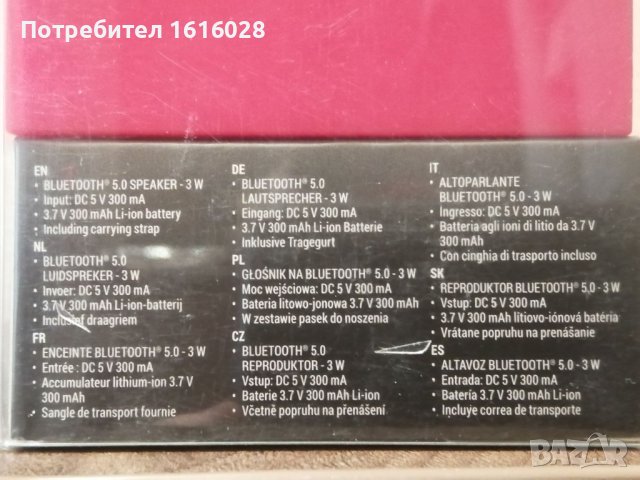 Потребител 1616028
EN
• BLUETOOTH® 5.0 SPEAKER - 3 W
• Input: DC 5 V 300 mA
• 3.7 V 300 mAh Li-ion battery
• Including carrying strap
NL
• BLUETOOTH® 5.0
LUIDSPREKER - 3 W
• Invoer: DC 5 V 300 mA
• 3.7 V 300 mAh Li-ion-batterij
• Inclusief draagriem
FR
• ENCEINTE BLUETOOTH® 5.0 - 3 W
• Entrée : DC 5 V 300 mA
• Accumulateur lithium-ion 3.7 V
300 mAh
• Sangle de transport fournie
DE
• BLUETOOTH® 5.0
LAUTSPRECHER - 3 W
• Eingang: DC 5 V 300 mA
• 3.7 V 300 mAh Li-ion Batterie
• Inklusive Tragegurt
PL
• GŁOŚNIK NA BLUETOOTH® 5.0 - 3 W
• Moc wejściowa: DC 5 V 300 mA
• Bateria litowo-jonowa 3.7 V 300 mAh
• W zestawie pasek do noszenia
CZ
• BLUETOOTH® 5.0
REPRODUKTOR - 3 W
• Vstup: DC 5 V 300 mA
• Baterie 3.7 V 300 mAh Li-ion
• Včetně popruhu na přenášení
IT
• ALTOPARLANTE
BLUETOOTH® 5.0 - 3 W
• Ingresso: DC 5 V 300 mA
• Batteria agli ioni di litio da 3.7 V
300 mAh
• Con cinghia di trasporto incluso
SK
• REPRODUKTOR BLUETOOTH® 5,0 - 3 W
• Vstup: DC 5 V 300 mA
• 3.7 V 300 mAh lítiovo-iónová batéria
• Vrátane popruhu na prenášanie
ES
• ALTAVOZ BLUETOOTH® 5.0 - 3 W
• Entrada: DC 5 V 300 mA
• Batería 3.7 V 300 mAh Li-ion
• Incluye correa de transporte
BAZAR